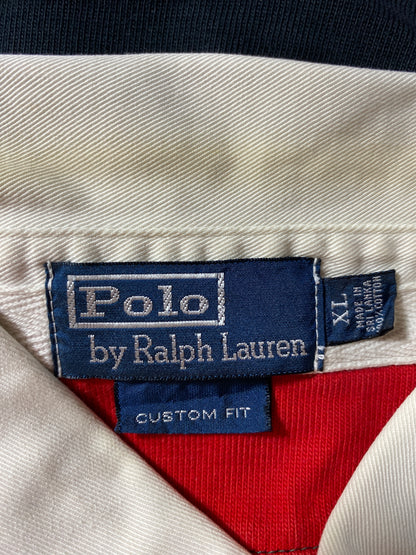 Polo
by Ralph Lauren
CUSTOM FIT
XL
MADE IN
SRI LANKA
100% COTTON